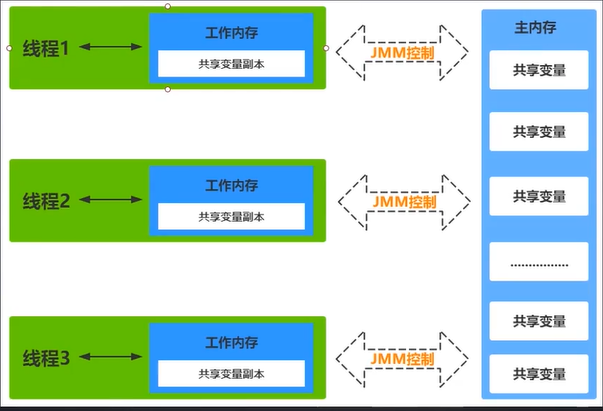 线程1
工作内存
共享变量副本
JMM控制
主内存
共享变量
共享变量
线程2
工作内存
共享变量副本
JMM控制
共享变量
................
线程3
工作内存
共享变量副本
JMM控制
共享变量
共享变量